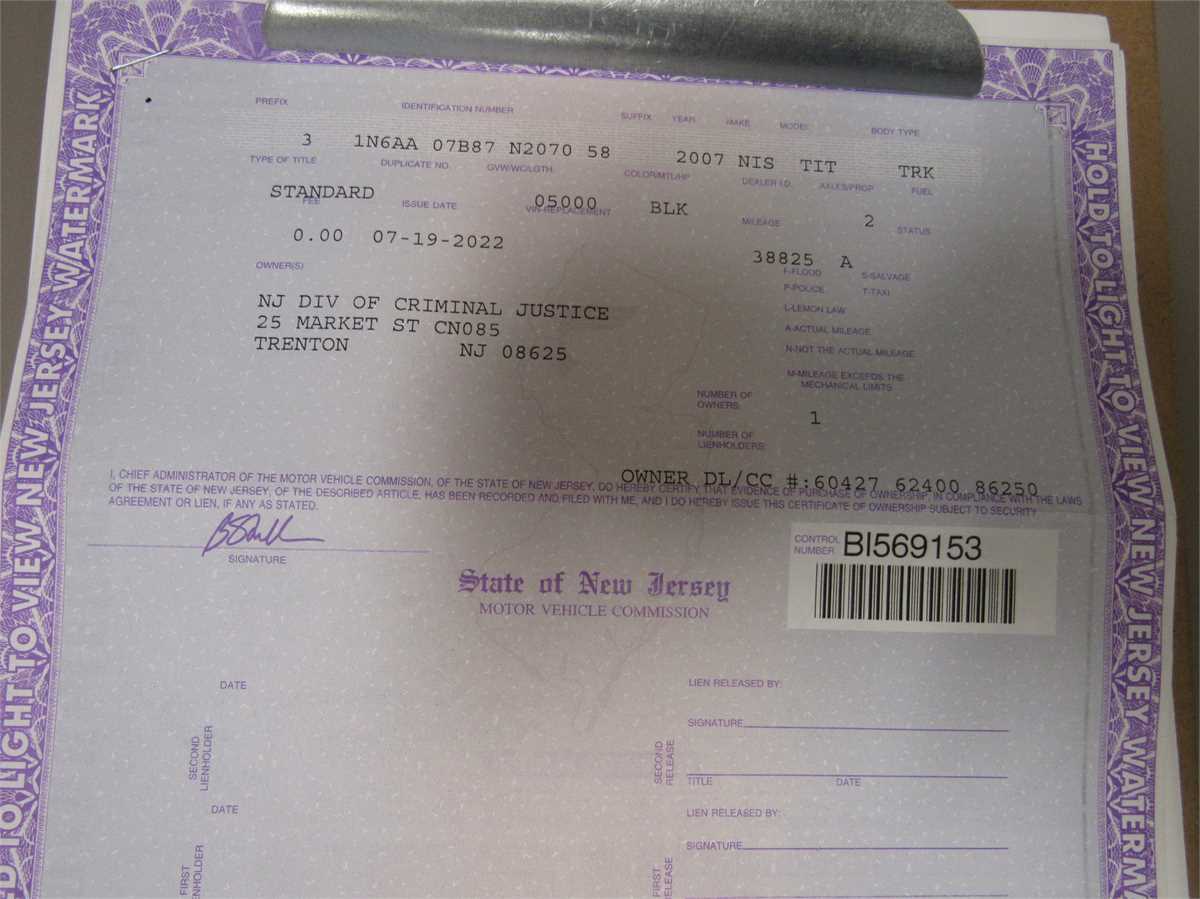 PREFIX IDENTIFICATION NUMBER SUFFIX YEAR MAKE MODEL BODY TYPE
3 1N6AA 07B87 N2070 58 2007 NIS TIT TRK
TYPE OF TITLE DUPLICATE NO. GVW/WC/LGTH. COLOR/MTL/HP DEALER I.D. AXLES/PROP FUEL
STANDARD 05000 BLK 2
FEE ISSUE DATE VIN-REPLACEMENT MILEAGE STATUS
0.00 07-19-2022 38825 A
OWNER(S) F-FLOOD S-SALVAGE
P-POLICE T-TAXI
NJ DIV OF CRIMINAL JUSTICE
25 MARKET ST CN085
TRENTON NJ 08625
L-LEMON LAW
A-ACTUAL MILEAGE
N-NOT THE ACTUAL MILEAGE
M-MILEAGE EXCEEDS THE
MECHANICAL LIMITS
NUMBER OF
OWNERS: 1
NUMBER OF
LIENHOLDERS:
OWNER DL/CC #:60427 62400 86250
I, CHIEF ADMINISTRATOR OF THE MOTOR VEHICLE COMMISSION, OF THE STATE OF NEW JERSEY, DO HEREBY CERTIFY THAT EVIDENCE OF PURCHASE OF OWNERSHIP, IN COMPLIANCE WITH THE LAWS
OF THE STATE OF NEW JERSEY, OF THE DESCRIBED ARTICLE, HAS BEEN RECORDED AND FILED WITH ME, AND I DO HEREBY ISSUE THIS CERTIFICATE OF OWNERSHIP SUBJECT TO SECURITY
AGREEMENT OR LIEN, IF ANY AS STATED.
SIGNATURE
CONTROL
NUMBER BI569153
State of New Jersey
MOTOR VEHICLE COMMISSION
DATE
SECOND
LIENHOLDER
LIEN RELEASED BY:
SIGNATURE
SECOND
RELEASE
TITLE DATE
DATE
FIRST
LIEN RELEASED BY:
SIGNATURE
FIRST
RELEASE
TO LIGHT TO VIEW NEW JERSEY WATERMARK
HOLD TO LIGHT TO VIEW NEW JERSEY